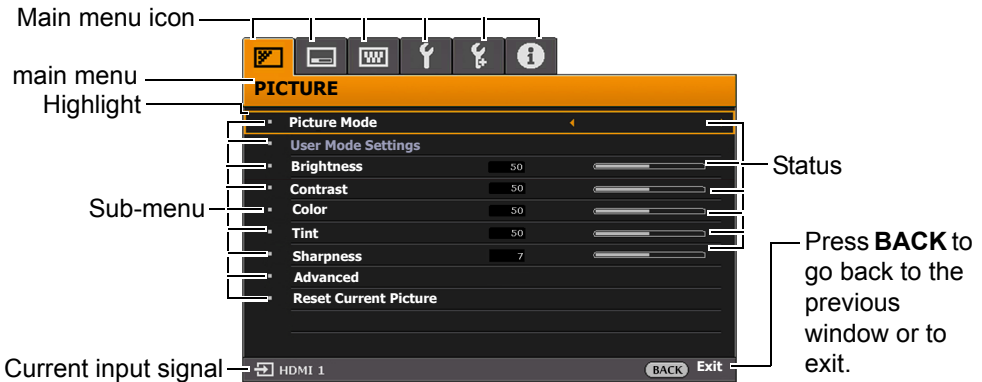 Main menu icon
main menu
PICTURE
Highlight
Picture Mode
User Mode Settings
Brightness 50
Status
Contrast 50
Sub-menu
Color 50
Tint 50
Sharpness 7
Advanced
Reset Current Picture
Press BACK to
go back to the
previous
window or to
exit.
Current input signal
HDMI 1
BACK Exit